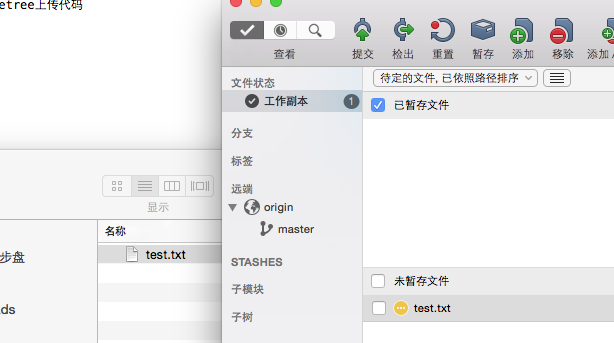 etree上传代码
查看
提交
检出
重置
暂存
添加
移除
添加
文件状态
工作副本
1
待定的文件, 已依照路径排序
已暂存文件
分支
标签
远端
origin
master
STASHES
子模块
子树
未暂存文件
test.txt
显示
名称
test.txt
步盘
ds